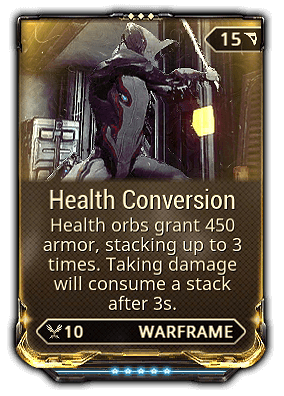 15
Health Conversion
Health orbs grant 450
armor, stacking up to 3
times. Taking damage
will consume a stack
after 3s.
10 WARFRAME